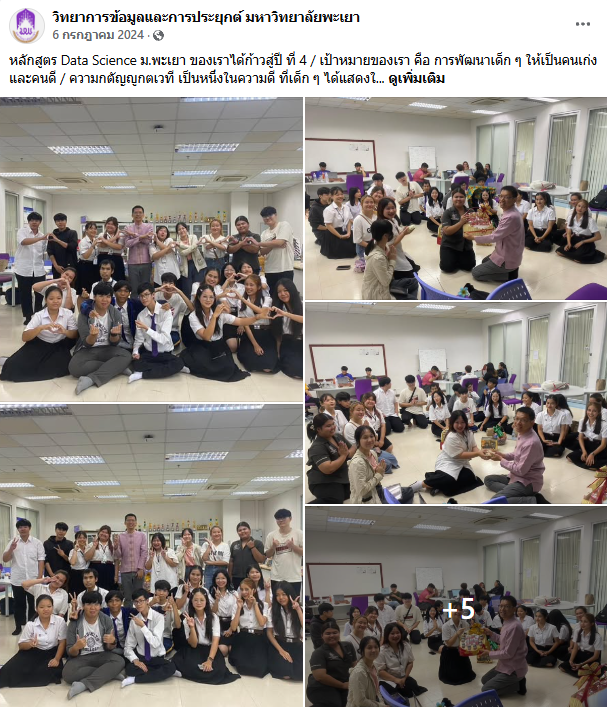 วิทยาการข้อมูลและการประยุกต์ มหาวิทยาลัยพะเยา
6 กรกฎาคม 2024 ·
หลักสูตร Data Science ม.พะเยา ของเราได้ก้าวสู่ปี ที่ 4 / เป้าหมายของเรา คือ การพัฒนาเด็ก ๆ ให้เป็นคนเก่ง
และคนดี / ความกตัญญูกตเวที เป็นหนึ่งในความดี ที่เด็ก ๆ ได้แสดงใ... ดูเพิ่มเติม
+5